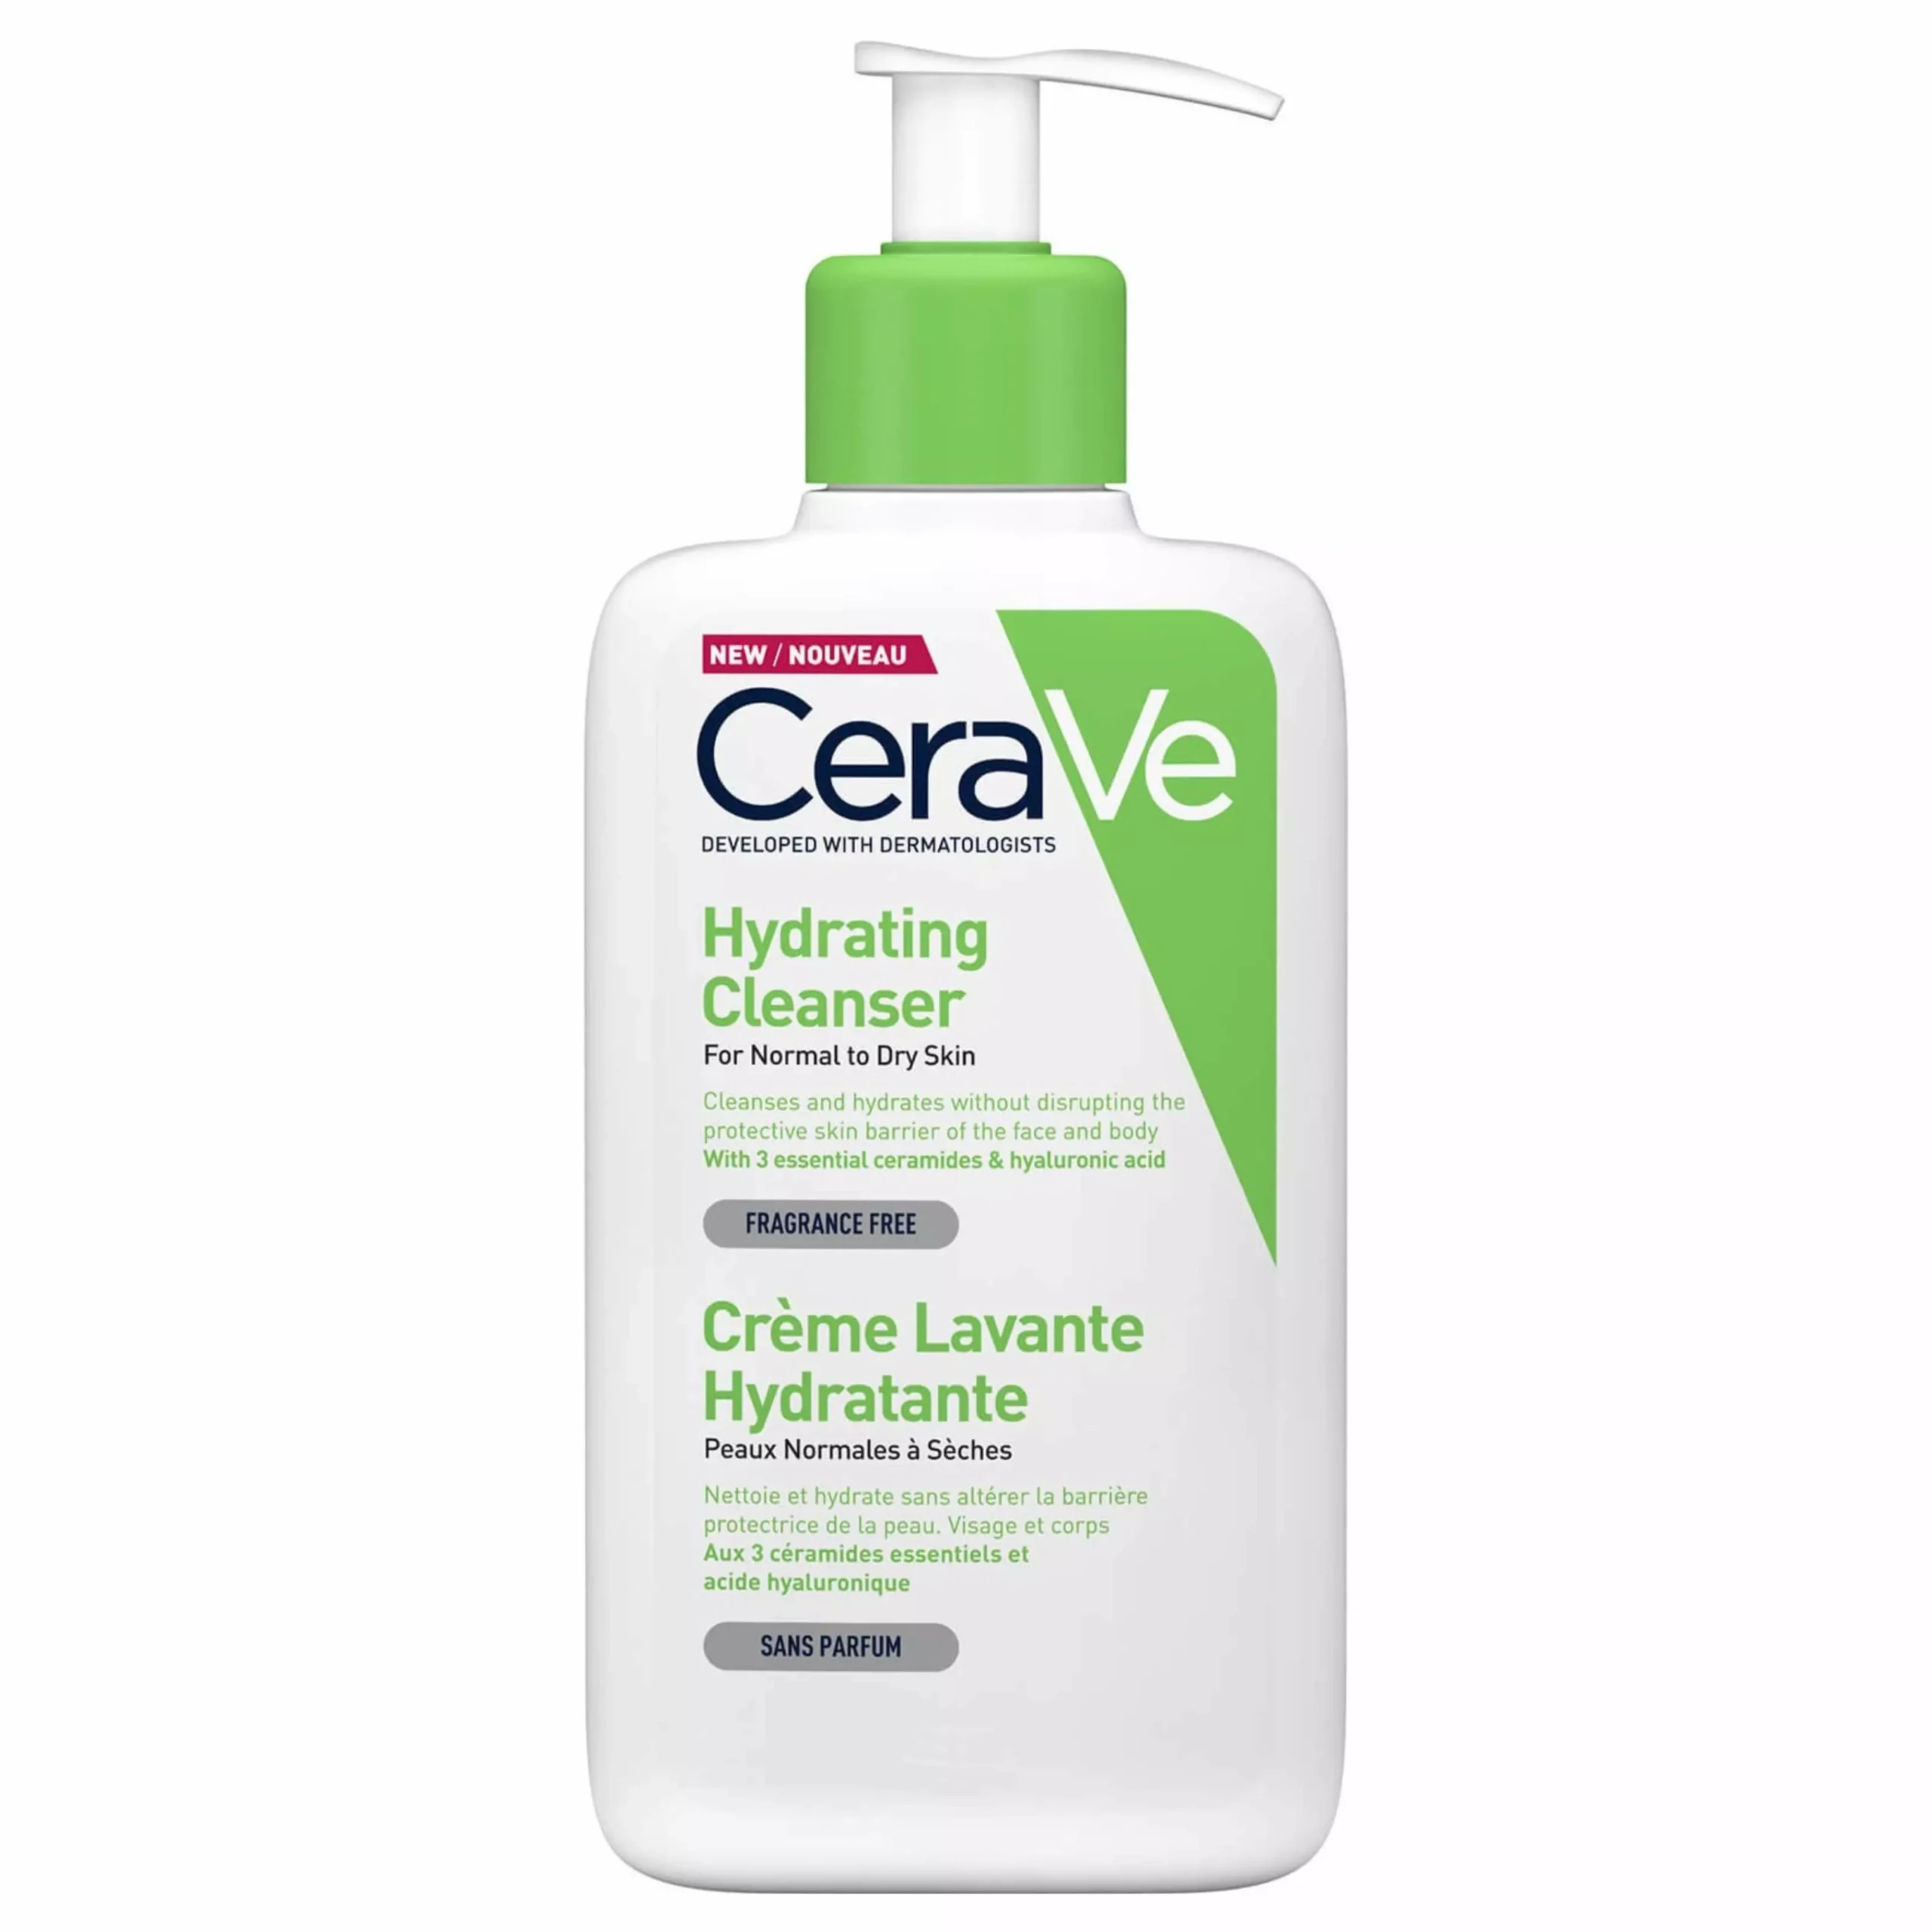 NEW / NOUVEAU
CeraVe
DEVELOPED WITH DERMATOLOGISTS
Hydrating
Cleanser
For Normal to Dry Skin
Cleanses and hydrates without disrupting the
protective skin barrier of the face and body
With 3 essential ceramides & hyaluronic acid
FRAGRANCE FREE
Crème Lavante
Hydratante
Peaux Normales à Sèches
Nettoie et hydrate sans altérer la barrière
protectrice de la peau. Visage et corps
Aux 3 céramides essentiels et
acide hyaluronique
SANS PARFUM